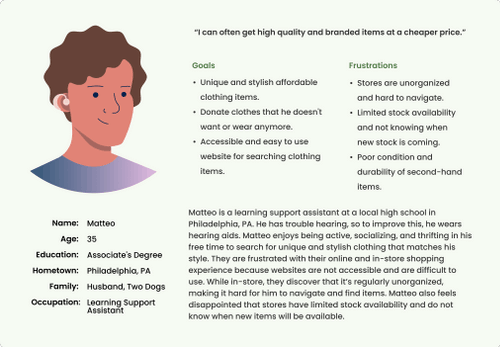 “I can often get high quality and branded items at a cheaper price.”
Goals
• Unique and stylish affordable
clothing items.
• Donate clothes that he doesn't
want or wear anymore.
• Accessible and easy to use
website for searching clothing
items.
Frustrations
• Stores are unorganized
and hard to navigate.
• Limited stock availability
and not knowing when
new stock is coming.
• Poor condition and
durability of second-hand
items.
Name: Matteo
Age: 35
Education: Associate's Degree
Hometown: Philadelphia, PA
Family: Husband, Two Dogs
Occupation: Learning Support
Assistant
Matteo is a learning support assistant at a local high school in
Philadelphia, PA. He has trouble hearing, so to improve this, he wears
hearing aids. Matteo enjoys being active, socializing, and thrifting in his
free time to search for unique and stylish clothing that matches his
style. They are frustrated with their online and in-store shopping
experience because websites are not accessible and are difficult to
use. While in-store, they discover that it's regularly unorganized,
making it hard for him to navigate and find items. Matteo also feels
disappointed that stores have limited stock availability and do not
know when new items will be available.